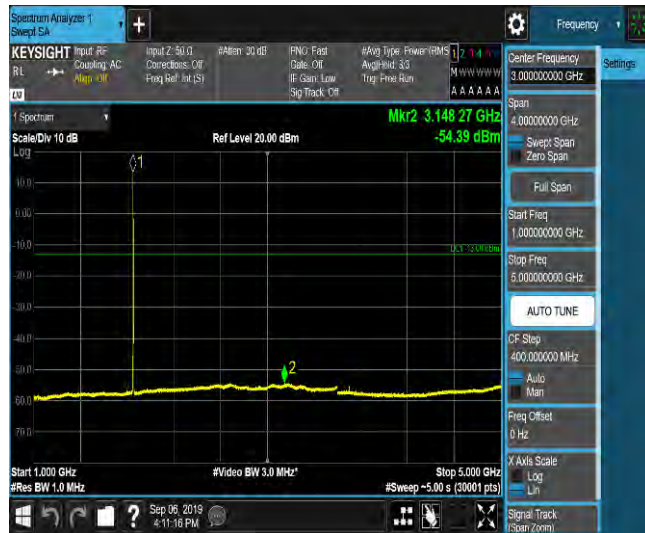 Spectrum Analyzer 1
Swept SA
Frequency
KEYSIGHT
RL
Input: RF
Coupling: AC
Align: Off
Input Z: 50 Ω
Corrections: Off
Freq Ref: Int (S)
#Atten: 30 dB
PNO: Fast
Gate: Off
IF Gain: Low
Sig Track: Off
#Avg Type: Power (RMS
Avg|Hold: 3/3
Trig: Free Run
M W W W W W
A A A A A A
1 Spectrum
Scale/Div 10 dB
Log
Ref Level 20.00 dBm
Mkr2 3.148 27 GHz
-54.39 dBm
1
10.0
0.00
-10.0
DL1 -13.00 dBm
-20.0
-30.0
-40.0
-50.0
2
-60.0
-70.0
Start 1.000 GHz
#Res BW 1.0 MHz
#Video BW 3.0 MHz*
Stop 5.000 GHz
#Sweep ~5.00 s (30001 pts)
?
Sep 06, 2019
4:11:16 PM
Center Frequency
3.000000000 GHz
Settings
Span
4.00000000 GHz
Swept Span
Zero Span
Full Span
Start Freq
1.000000000 GHz
Stop Freq
5.000000000 GHz
AUTO TUNE
CF Step
400.000000 MHz
Auto
Man
Freq Offset
0 Hz
X Axis Scale
Log
Lin
Signal Track
(Span Zoom)